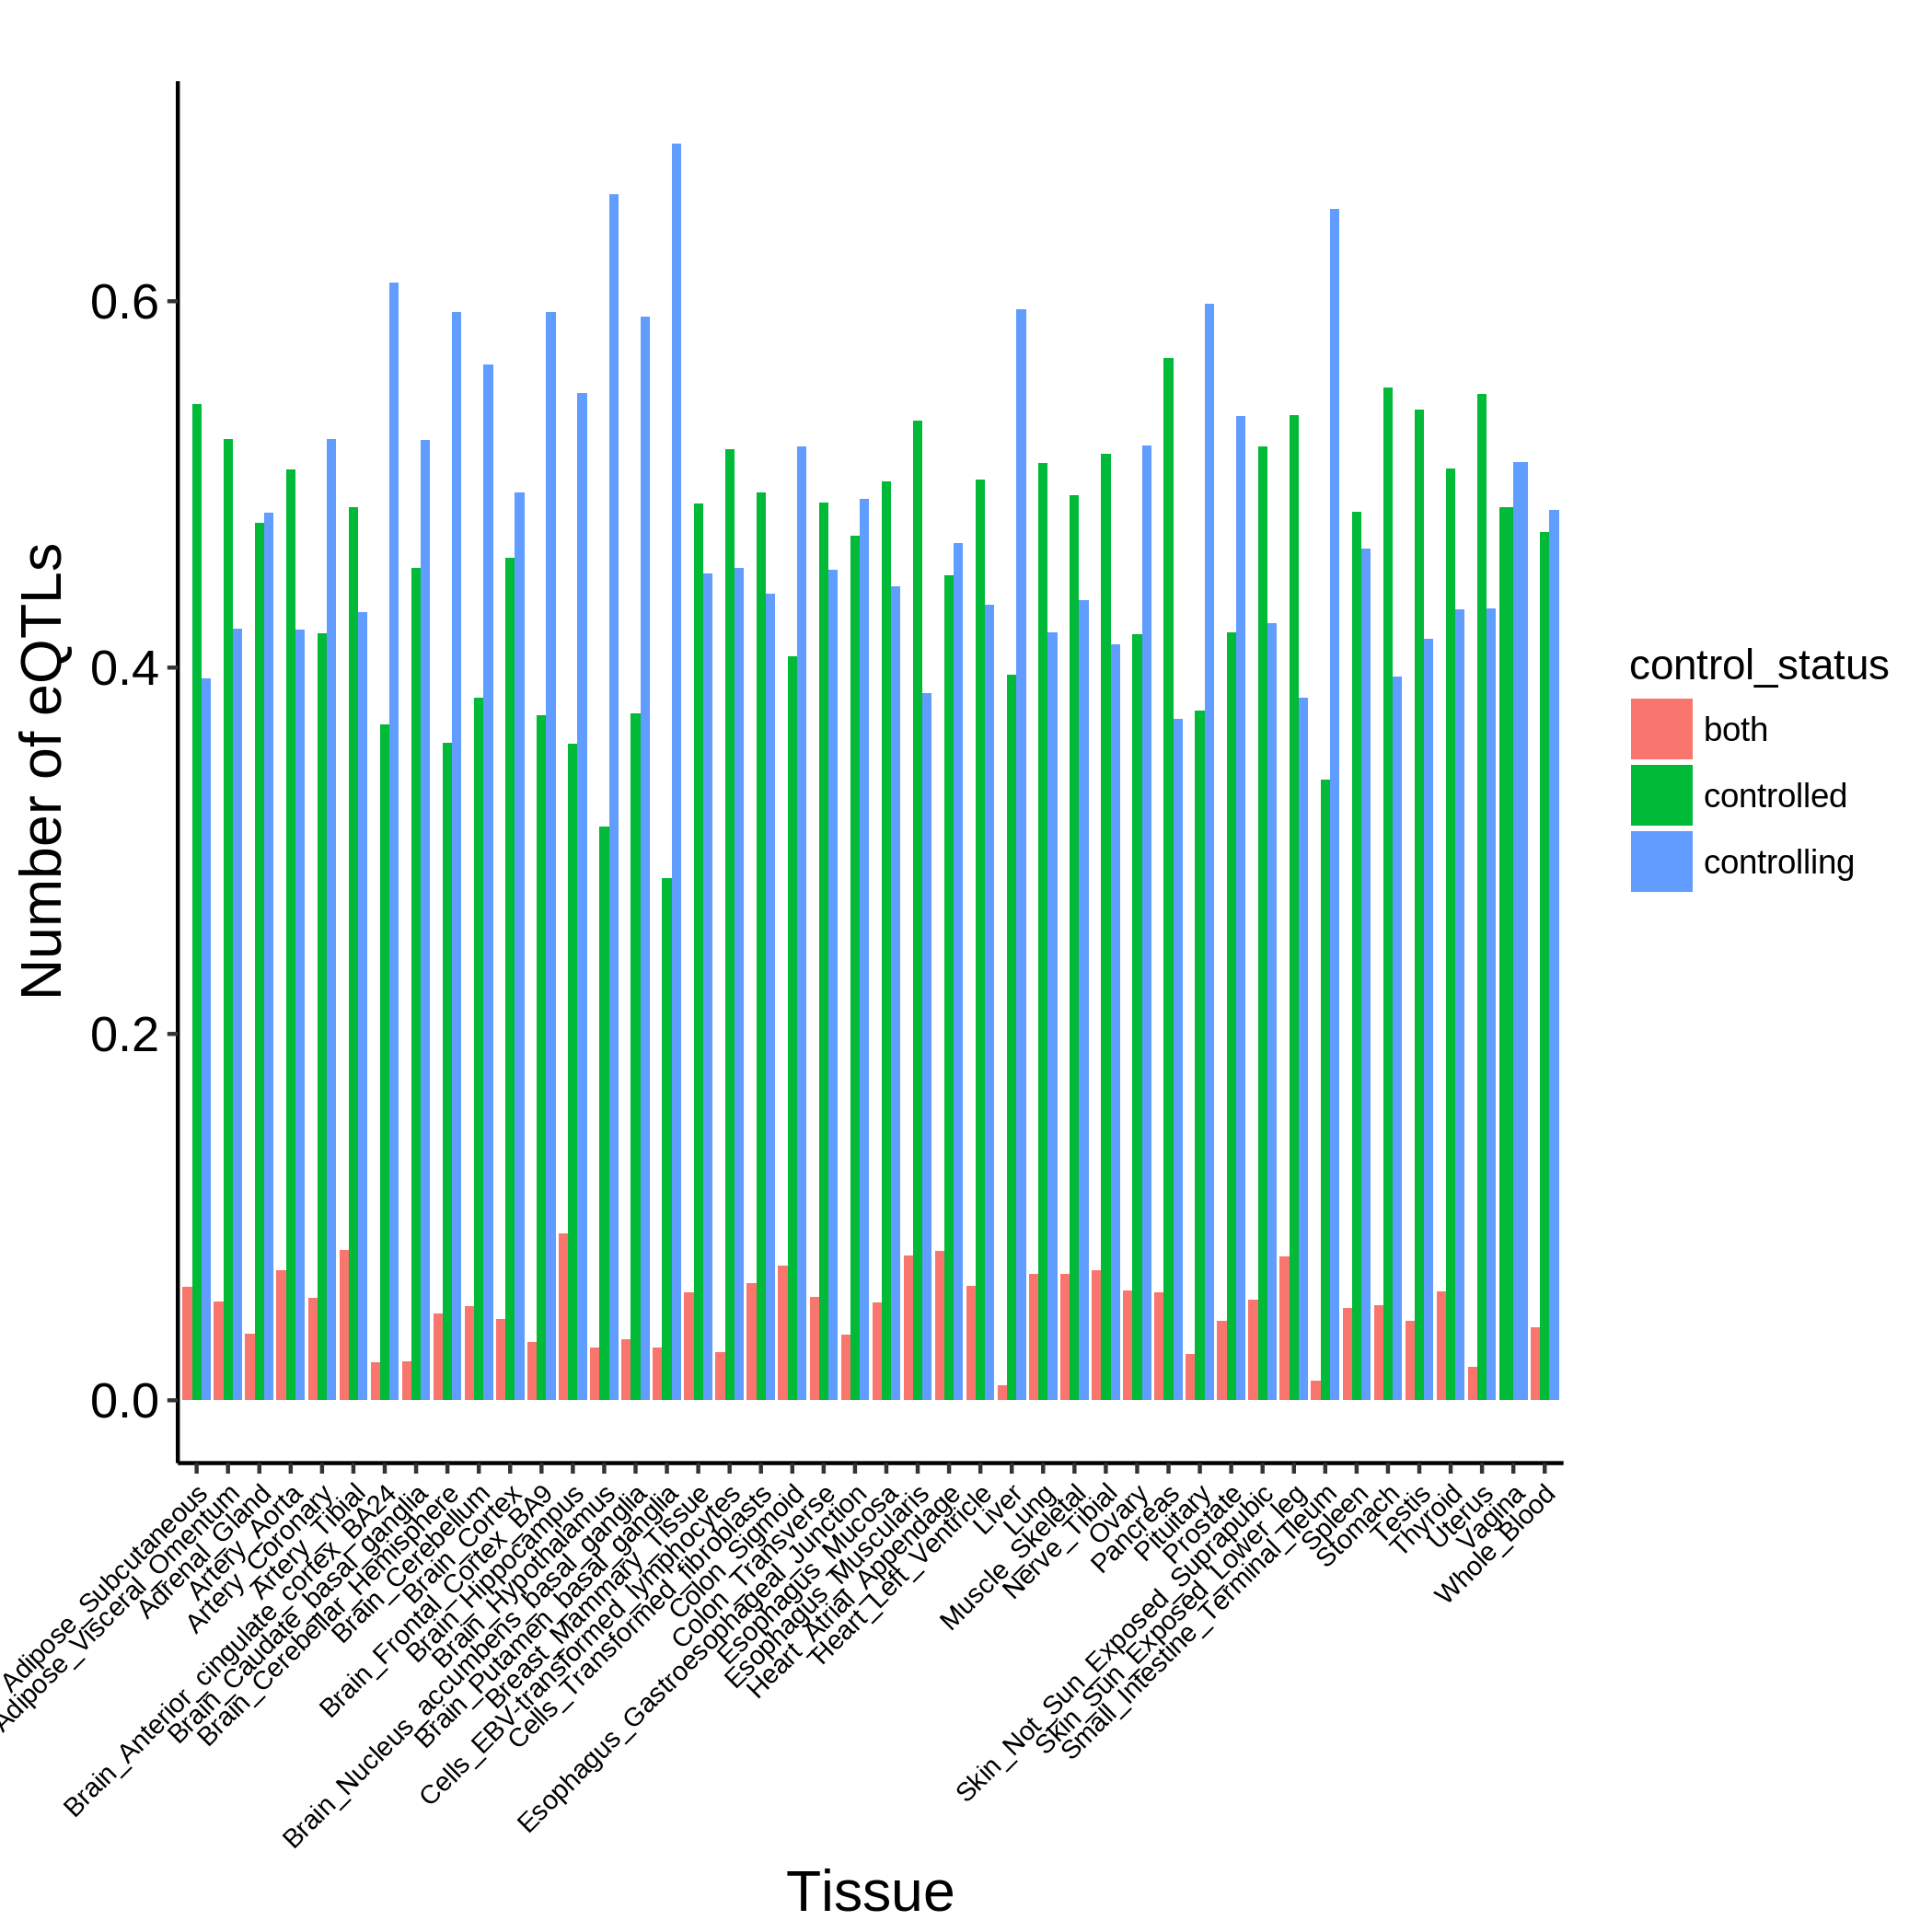 0.6
0.4
0.2
0.0
Number of eQTLs
control_status
both
controlled
controlling
Adipose_Subcutaneous
Adipose_Visceral_Omentum
Adrenal_Gland
Artery_Aorta
Artery_Coronary
Artery_Tibial
Brain_Anterior_cingulate_cortex_BA24
Brain_Caudate_basal_ganglia
Brain_Cerebellar_Hemisphere
Brain_Cerebellum
Brain_Cortex
Brain_Frontal_Cortex_BA9
Brain_Hippocampus
Brain_Hypothalamus
Brain_Nucleus_accumbens_basal_ganglia
Brain_Putamen_basal_ganglia
Breast_Mammary_Tissue
Cells_EBV-transformed_lymphocytes
Cells_Transformed_fibroblasts
Colon_Sigmoid
Colon_Transverse
Esophagus_Gastroesophageal_Junction
Esophagus_Mucosa
Esophagus_Muscularis
Heart_Atrial_Appendage
Heart_Left_Ventricle
Liver
Lung
Muscle_Skeletal
Nerve_Tibial
Ovary
Pancreas
Pituitary
Prostate
Skin_Not_Sun_Exposed_Suprapubic
Skin_Sun_Exposed_Lower_leg
Small_Intestine_Terminal_Ileum
Spleen
Stomach
Testis
Thyroid
Uterus
Vagina
Whole_Blood
Tissue